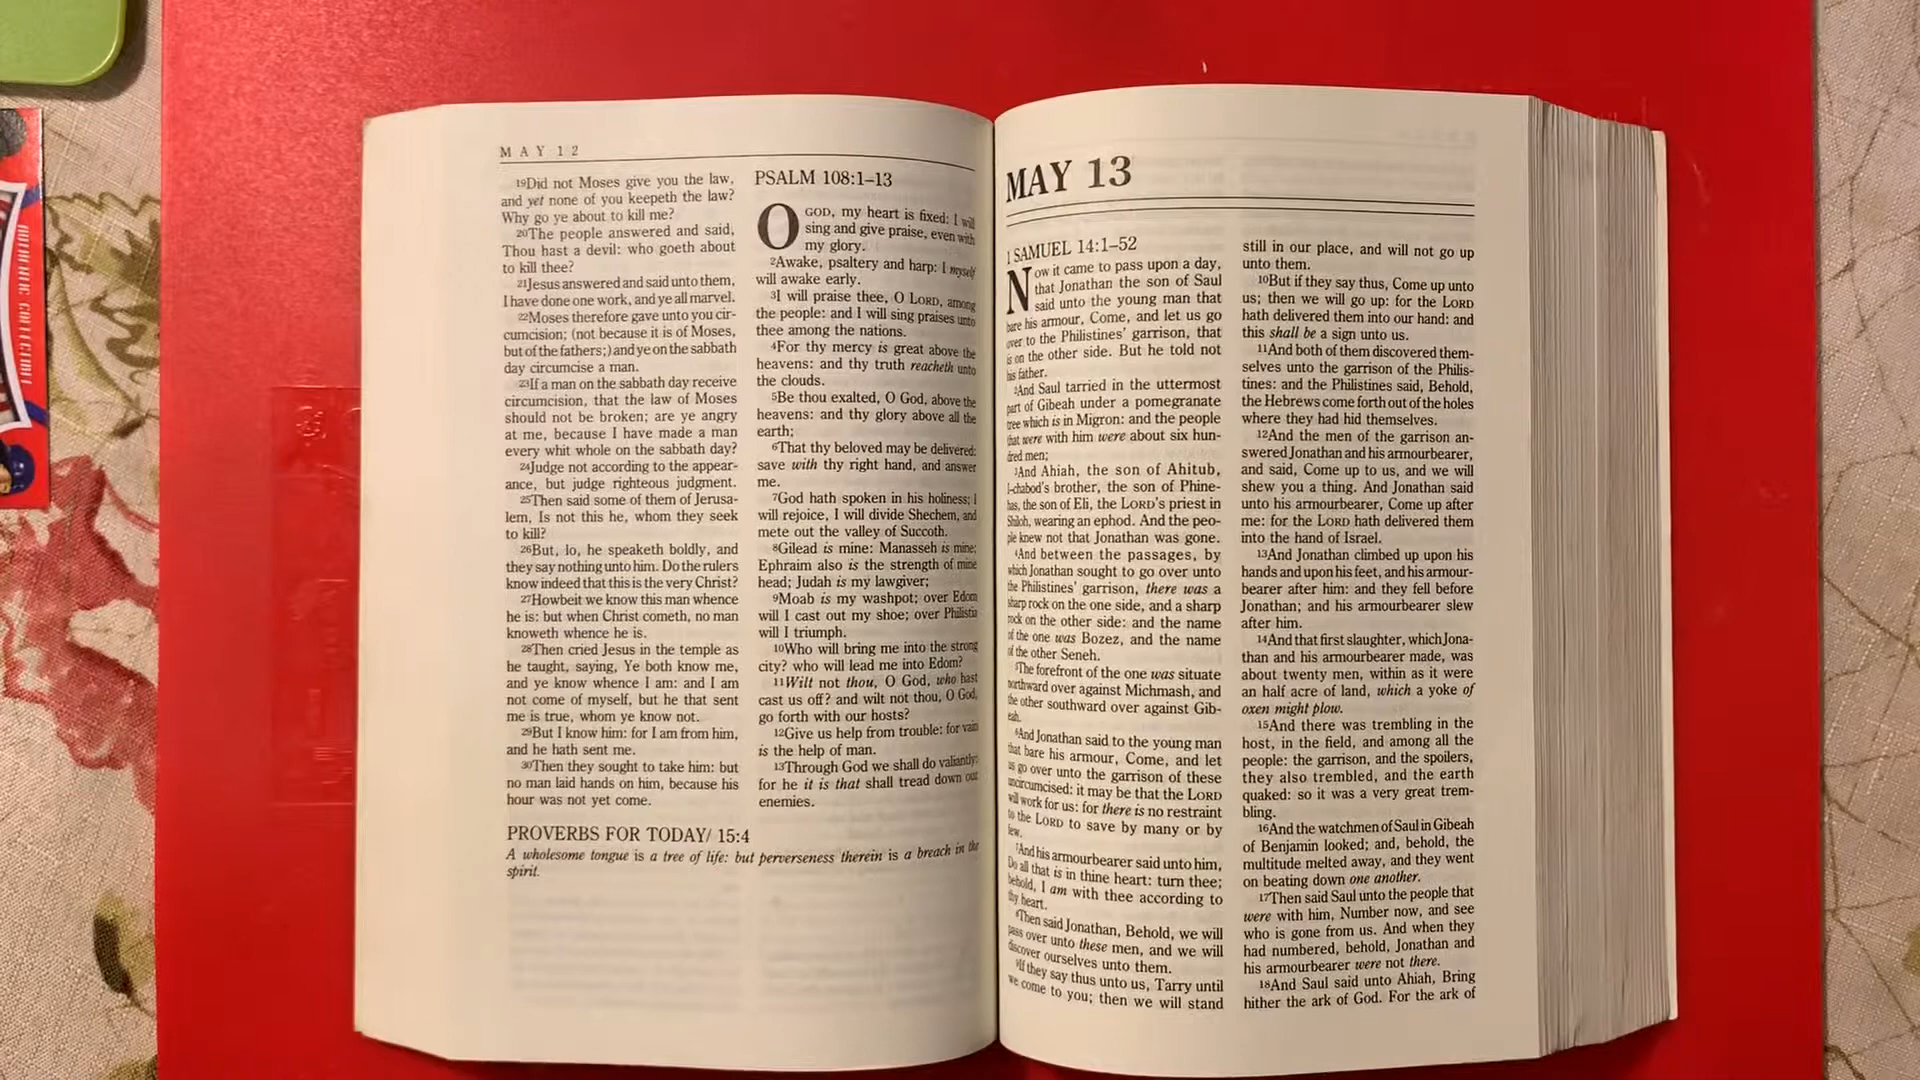 AUTHENTIC COLLECTIBLE
MAY 12
19Did not Moses give you the law,
and yet none of you keepeth the law?
Why go ye about to kill me?
20The people answered and said,
Thou hast a devil: who goeth about
to kill thee?
21Jesus answered and said unto them,
I have done one work, and ye all marvel.
22Moses therefore gave unto you cir-
cumcision; (not because it is of Moses,
but of the fathers;) and ye on the sabbath
day circumcise a man.
23If a man on the sabbath day receive
circumcision, that the law of Moses
should not be broken; are ye angry
at me, because I have made a man
every whit whole on the sabbath day?
24Judge not according to the appear-
ance, but judge righteous judgment.
25Then said some of them of Jerusa-
lem, Is not this he, whom they seek
to kill?
26But, lo, he speaketh boldly, and
they say nothing unto him. Do the rulers
know indeed that this is the very Christ?
27Howbeit we know this man whence
he is: but when Christ cometh, no man
knoweth whence he is.
28Then cried Jesus in the temple as
he taught, saying, Ye both know me,
and ye know whence I am: and I am
not come of myself, but he that sent
me is true, whom ye know not.
29But I know him: for I am from him,
and he hath sent me.
30Then they sought to take him: but
no man laid hands on him, because his
hour was not yet come.
PSALM 108:1–13
O GOD, my heart is fixed: I will
sing and give praise, even with
my glory.
2Awake, psaltery and harp: I myself
will awake early.
3I will praise thee, O LORD, among
the people: and I will sing praises unto
thee among the nations.
4For thy mercy is great above the
heavens: and thy truth reacheth unto
the clouds.
5Be thou exalted, O God, above the
heavens: and thy glory above all the
earth;
6That thy beloved may be delivered:
save with thy right hand, and answer
me.
7God hath spoken in his holiness; I
will rejoice, I will divide Shechem, and
mete out the valley of Succoth.
8Gilead is mine: Manasseh is mine;
Ephraim also is the strength of mine
head; Judah is my lawgiver;
9Moab is my washpot; over Edom
will I cast out my shoe; over Philistia
will I triumph.
10Who will bring me into the strong
city? who will lead me into Edom?
11Wilt not thou, O God, who hast
cast us off? and wilt not thou, O God,
go forth with our hosts?
12Give us help from trouble: for vain
is the help of man.
13Through God we shall do valiantly:
for he it is that shall tread down our
enemies.
PROVERBS FOR TODAY/ 15:4
A wholesome tongue is a tree of life: but perverseness therein is a breach in the
spirit.
MAY 13
1 SAMUEL 14:1–52
Now it came to pass upon a day,
that Jonathan the son of Saul
said unto the young man that
bare his armour, Come, and let us go
over to the Philistines' garrison, that
is on the other side. But he told not
his father.
2And Saul tarried in the uttermost
part of Gibeah under a pomegranate
tree which is in Migron: and the people
that were with him were about six hun-
dred men;
3And Ahiah, the son of Ahitub,
I-chabod's brother, the son of Phine-
has, the son of Eli, the LORD's priest in
Shiloh, wearing an ephod. And the peo-
ple knew not that Jonathan was gone.
4And between the passages, by
which Jonathan sought to go over unto
the Philistines' garrison, there was a
sharp rock on the one side, and a sharp
rock on the other side: and the name
of the one was Bozez, and the name
of the other Seneh.
5The forefront of the one was situate
northward over against Michmash, and
the other southward over against Gib-
eah.
6And Jonathan said to the young man
that bare his armour, Come, and let
us go over unto the garrison of these
uncircumcised: it may be that the LORD
will work for us: for there is no restraint
to the LORD to save by many or by
few.
7And his armourbearer said unto him,
Do all that is in thine heart: turn thee;
behold, I am with thee according to
thy heart.
8Then said Jonathan, Behold, we will
pass over unto these men, and we will
discover ourselves unto them.
9If they say thus unto us, Tarry until
we come to you; then we will stand
still in our place, and will not go up
unto them.
10But if they say thus, Come up unto
us; then we will go up: for the LORD
hath delivered them into our hand: and
this shall be a sign unto us.
11And both of them discovered them-
selves unto the garrison of the Philis-
tines: and the Philistines said, Behold,
the Hebrews come forth out of the holes
where they had hid themselves.
12And the men of the garrison an-
swered Jonathan and his armourbearer,
and said, Come up to us, and we will
shew you a thing. And Jonathan said
unto his armourbearer, Come up after
me: for the LORD hath delivered them
into the hand of Israel.
13And Jonathan climbed up upon his
hands and upon his feet, and his armour-
bearer after him: and they fell before
Jonathan; and his armourbearer slew
after him.
14And that first slaughter, which Jona-
than and his armourbearer made, was
about twenty men, within as it were
an half acre of land, which a yoke of
oxen might plow.
15And there was trembling in the
host, in the field, and among all the
people: the garrison, and the spoilers,
they also trembled, and the earth
quaked: so it was a very great trem-
bling.
16And the watchmen of Saul in Gibeah
of Benjamin looked; and, behold, the
multitude melted away, and they went
on beating down one another.
17Then said Saul unto the people that
were with him, Number now, and see
who is gone from us. And when they
had numbered, behold, Jonathan and
his armourbearer were not there.
18And Saul said unto Ahiah, Bring
hither the ark of God. For the ark of